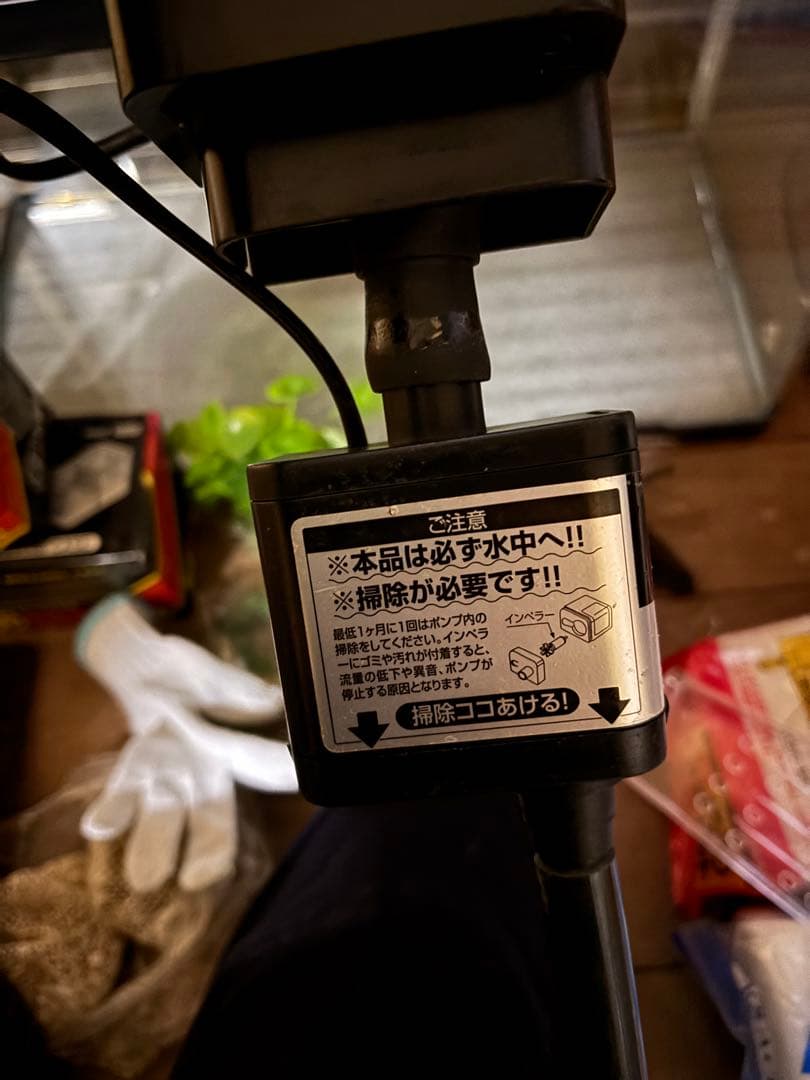 ご注意
※本品は必ず水中へ!!
※掃除が必要です!!
最低1ヶ月に1回はポンプ内の
掃除をしてください。インペラ
ーにゴミや汚れが付着すると、
流量の低下や異音、ポンプが
停止する原因となります。
インペラー
掃除ココあける!